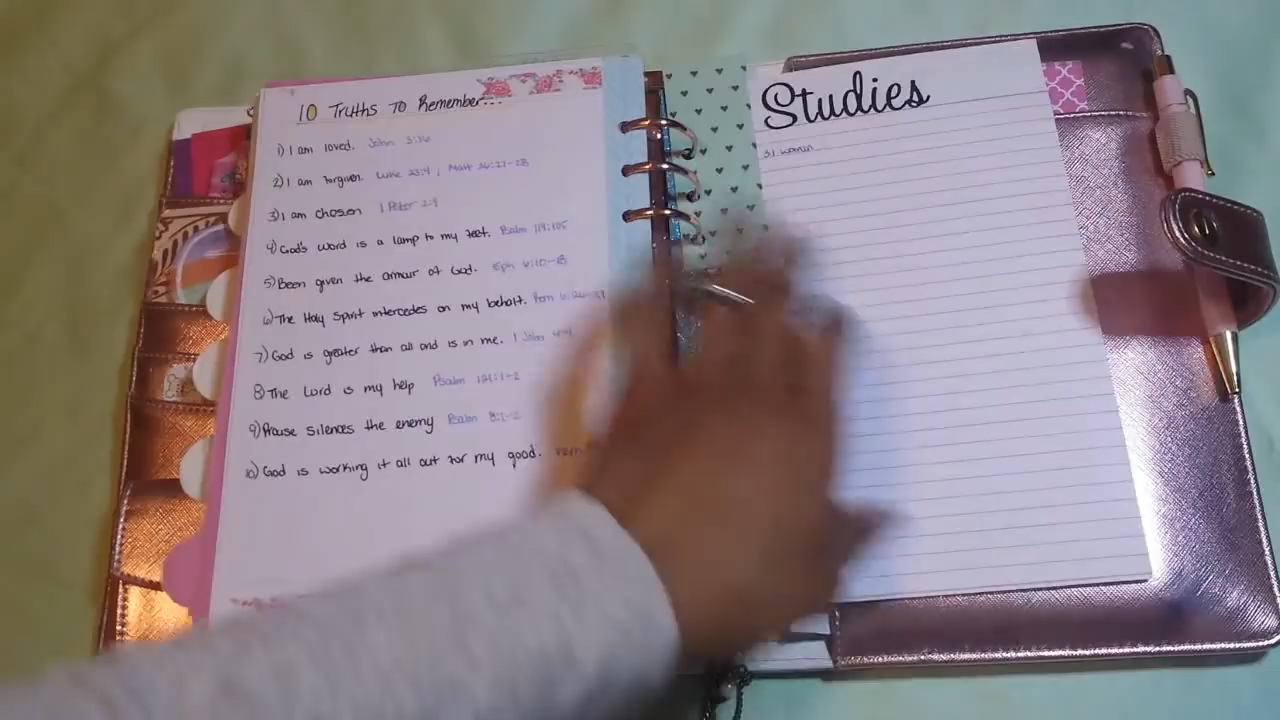 10 Truths To Remember...
1) I am loved. John 3:16
2) I am forgiven. Luke 23:4, Matt 26:27-28
3) I am chosen 1 Peter 2:9
4) God's word is a lamp to my feet. Psalm 119:105
5) Been given the armour of God. Eph 6:10-18
6) The Holy Spirit intercedes on my behalf. Rom
7) God is greater than all and is in me. 1 John 4:4
8) The Lord is my help Psalm 121:1-2
9) Praise silences the enemy Psalm 8:1-2
10) God is working it all out for my good. Rom
Studies
31 woman